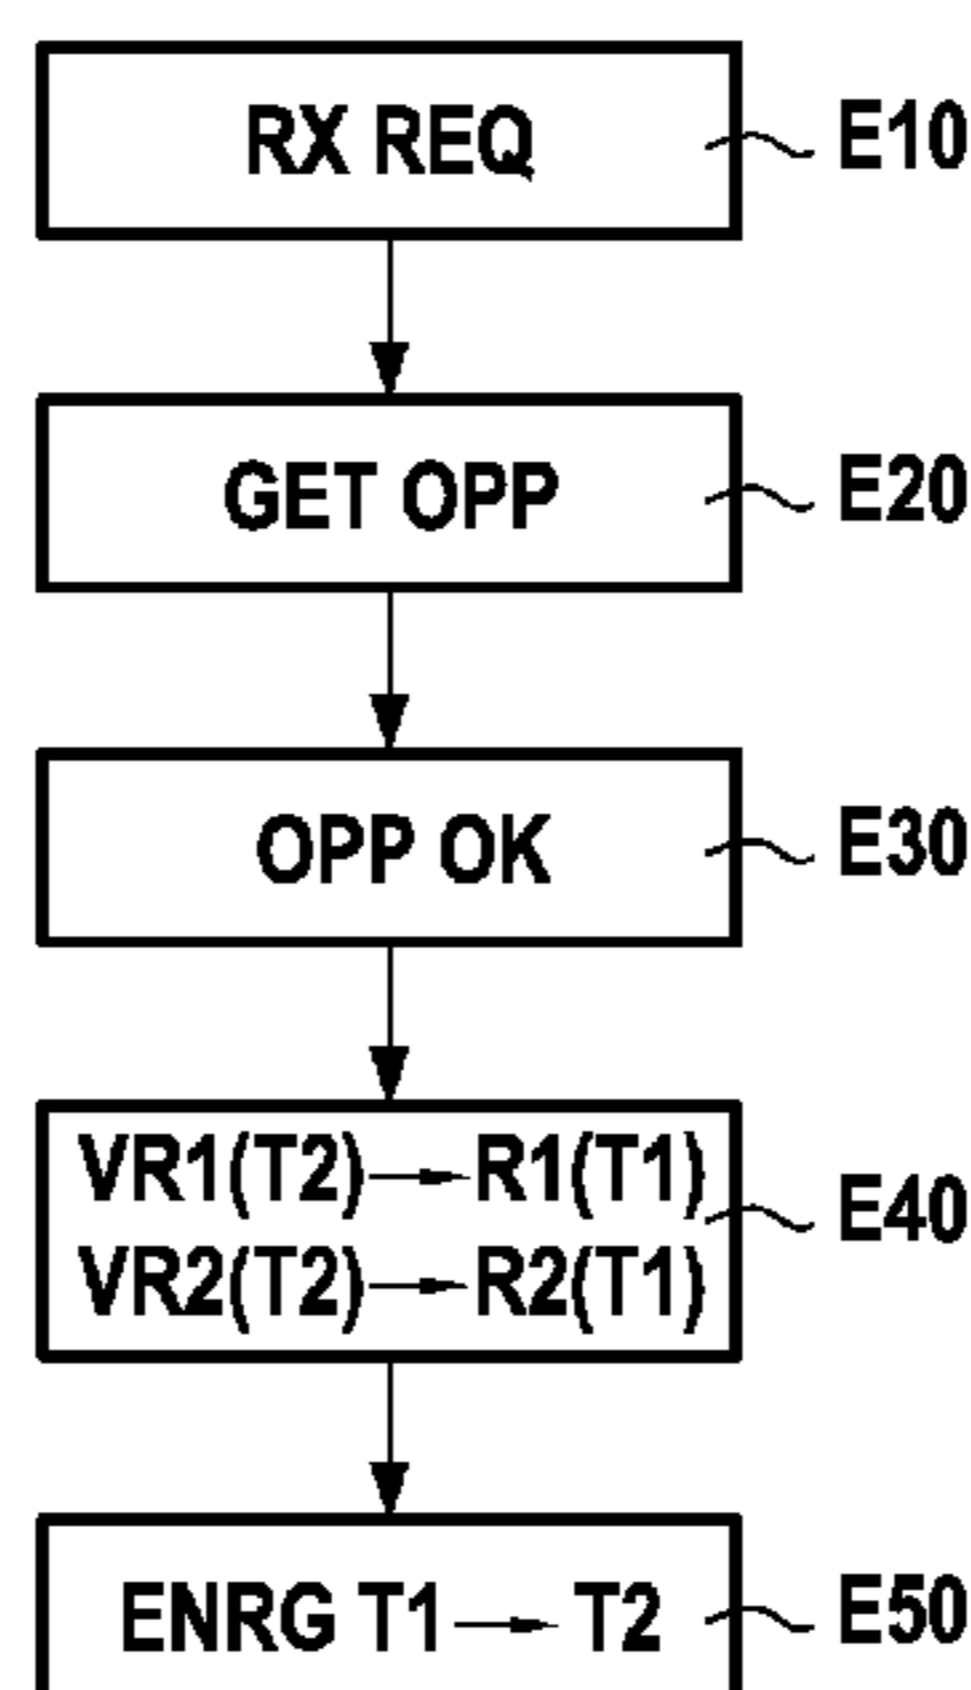 RX REQ E10
GET OPP E20
OPP OK E30
VR1(T2) → R1(T1)
VR2(T2) → R2(T1)
E40
ENRG T1 → T2 E50